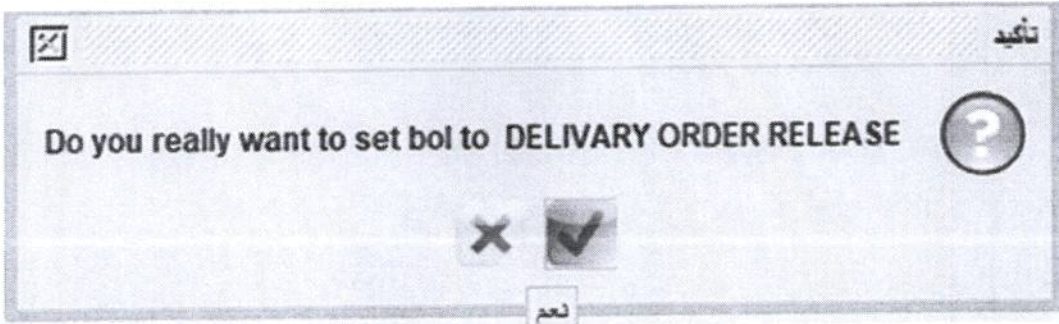 تأكيد
Do you really want to set bol to DELIVARY ORDER RELEASE
نعم